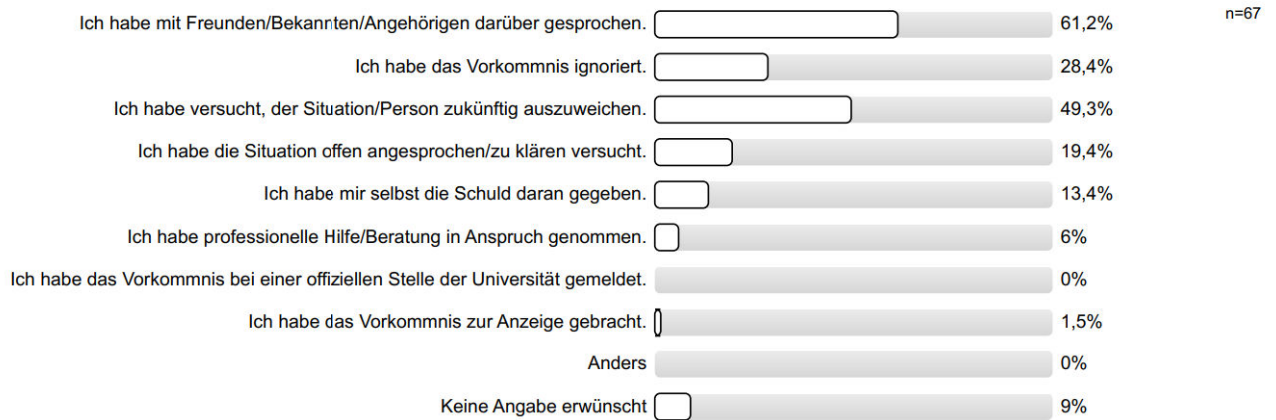 Ich habe mit Freunden/Bekannten/Angehörigen darüber gesprochen. 61,2% n=67
Ich habe das Vorkommnis ignoriert. 28,4%
Ich habe versucht, der Situation/Person zukünftig auszuweichen. 49,3%
Ich habe die Situation offen angesprochen/zu klären versucht. 19,4%
Ich habe mir selbst die Schuld daran gegeben. 13,4%
Ich habe professionelle Hilfe/Beratung in Anspruch genommen. 6%
Ich habe das Vorkommnis bei einer offiziellen Stelle der Universität gemeldet. 0%
Ich habe das Vorkommnis zur Anzeige gebracht. 1,5%
Anders 0%
Keine Angabe erwünscht 9%